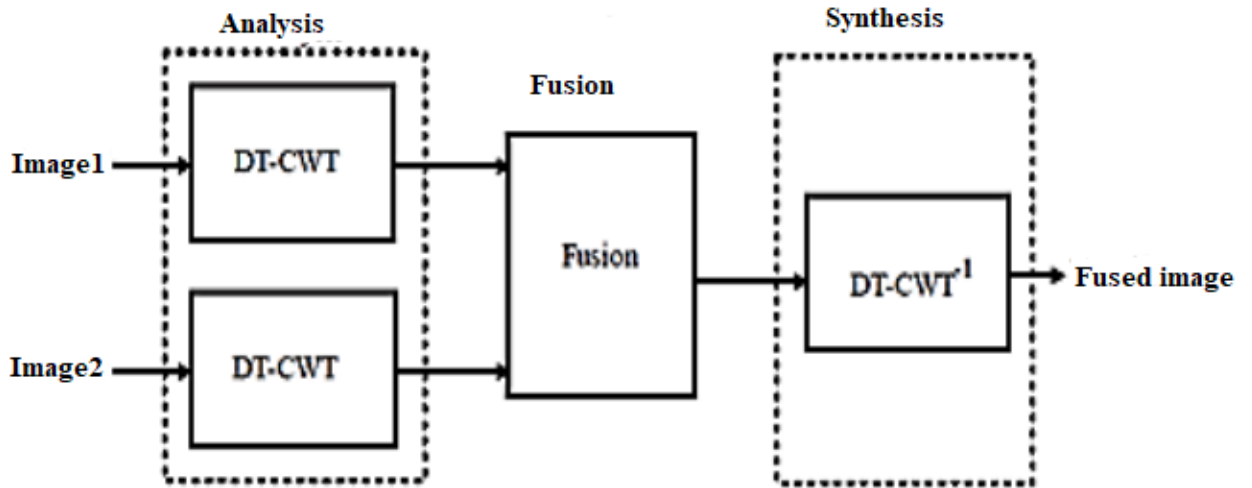 Analysis
Synthesis
Fusion
Image1
DT-CWT
Fusion
DT-CWT⁻¹
Fused image
Image2
DT-CWT